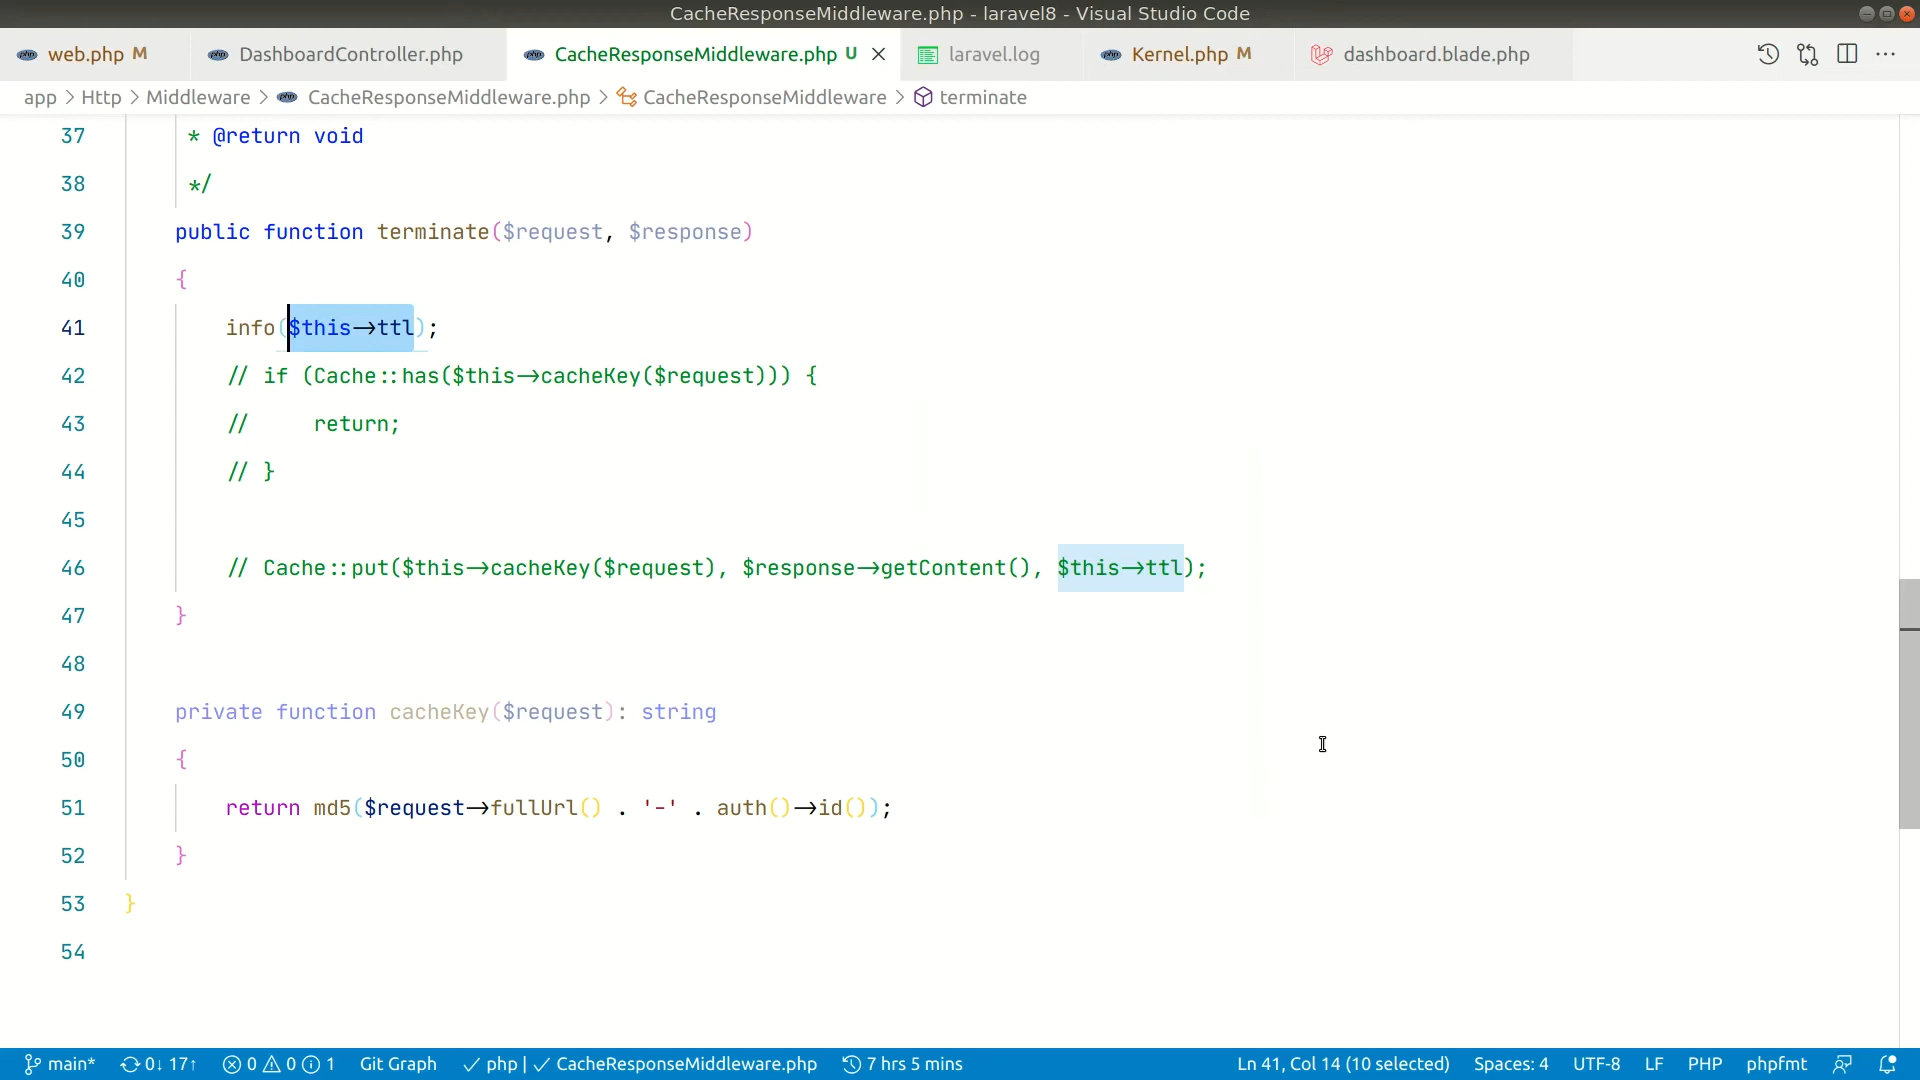 CacheResponseMiddleware.php - laravel8 - Visual Studio Code
php web.php M php DashboardController.php php CacheResponseMiddleware.php U laravel.log php Kernel.php M dashboard.blade.php
app > Http > Middleware > php CacheResponseMiddleware.php > CacheResponseMiddleware > terminate
37 * @return void
38 */
39 public function terminate($request, $response)
40 {
41 info($this->ttl);
42 // if (Cache::has($this->cacheKey($request))) {
43 // return;
44 // }
45
46 // Cache::put($this->cacheKey($request), $response->getContent(), $this->ttl);
47 }
48
49 private function cacheKey($request): string
50 {
51 return md5($request->fullUrl() . '-' . auth()->id());
52 }
53 }
54
main* 0↓ 17↑ 0 0 1 Git Graph ✓ php | ✓ CacheResponseMiddleware.php 7 hrs 5 mins Ln 41, Col 14 (10 selected) Spaces: 4 UTF-8 LF PHP phpfmt